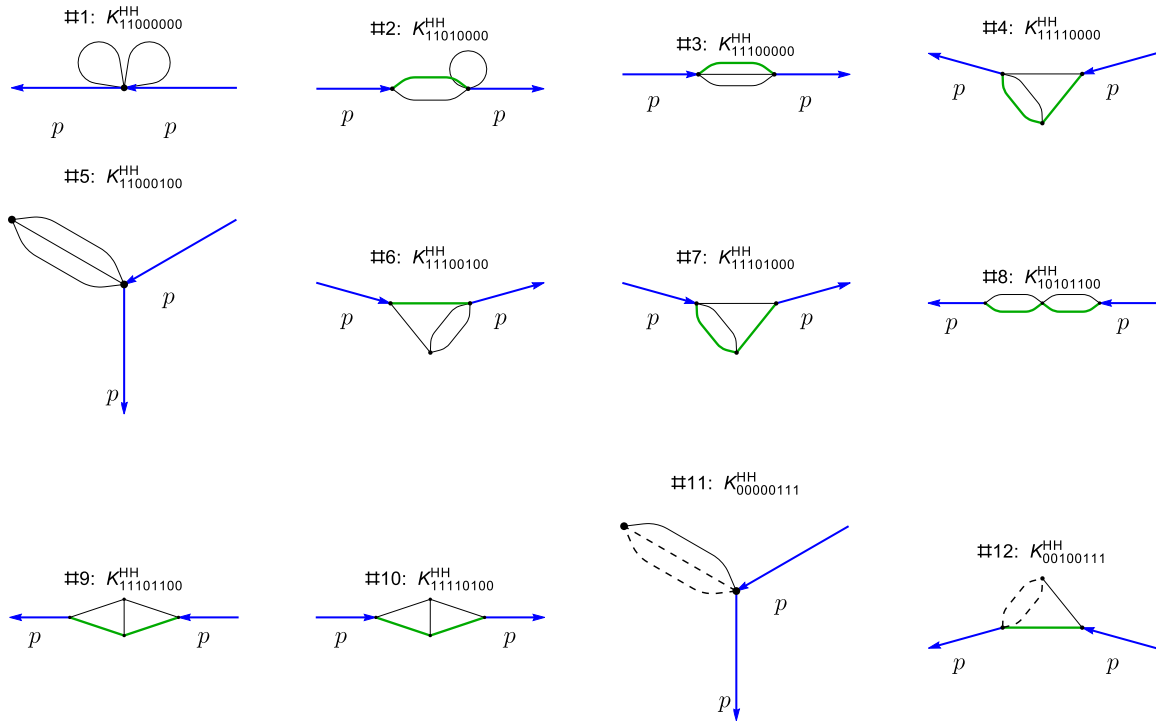 #1: K^HH_11000000
#2: K^HH_11010000
#3: K^HH_11100000
#4: K^HH_11110000
p p
p p
p p
p p
#5: K^HH_11000100
#6: K^HH_11100100
#7: K^HH_11101000
#8: K^HH_10101100
p
p
p p
p p
p p
#9: K^HH_11101100
#10: K^HH_11110100
#11: K^HH_00000111
#12: K^HH_00100111
p p
p p
p
p
p p